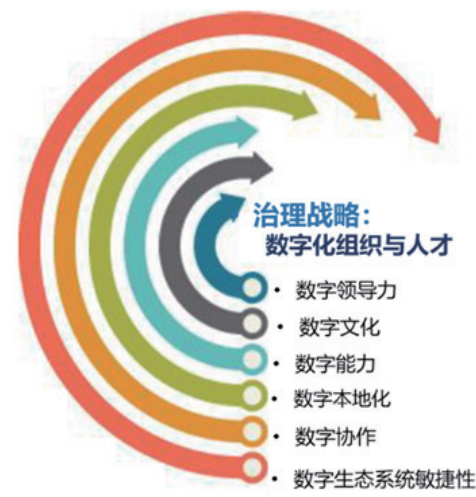 治理战略：
数字化组织与人才
• 数字领导力
• 数字文化
• 数字能力
• 数字本地化
• 数字协作
• 数字生态系统敏捷性